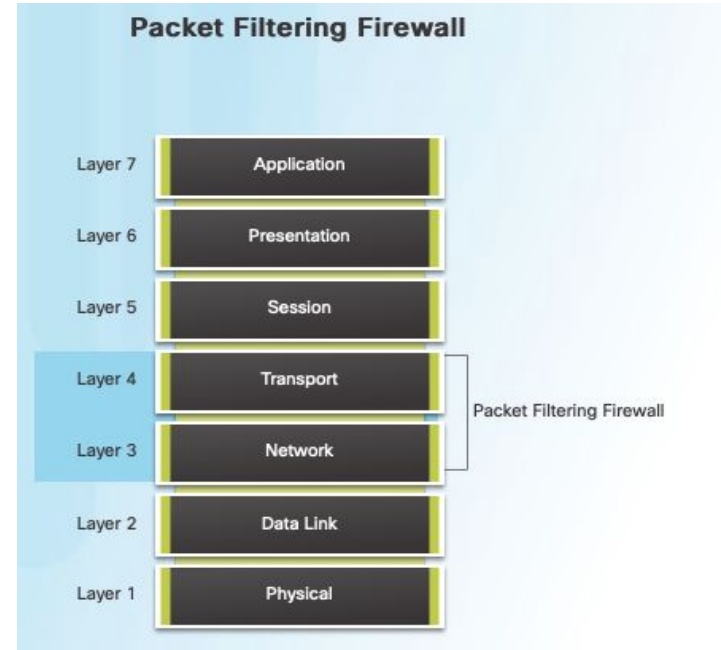 Packet Filtering Firewall
Layer 7 Application
Layer 6 Presentation
Layer 5 Session
Layer 4 Transport
Packet Filtering Firewall
Layer 3 Network
Layer 2 Data Link
Layer 1 Physical